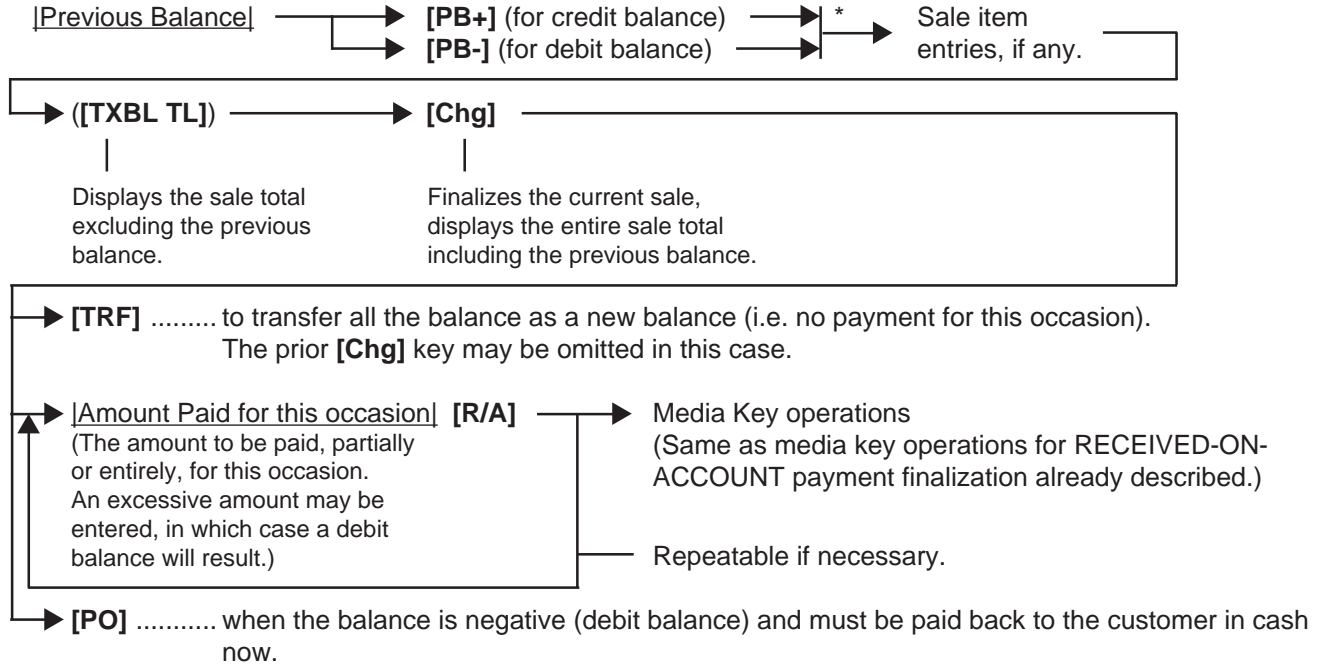 |Previous Balance| [PB+] (for credit balance) * Sale item
[PB-] (for debit balance) entries, if any.
([TXBL TL]) [Chg]
Displays the sale total
excluding the previous
balance.
Finalizes the current sale,
displays the entire sale total
including the previous balance.
[TRF] ......... to transfer all the balance as a new balance (i.e. no payment for this occasion).
The prior [Chg] key may be omitted in this case.
|Amount Paid for this occasion| [R/A]
(The amount to be paid, partially
or entirely, for this occasion.
An excessive amount may be
entered, in which case a debit
balance will result.)
Media Key operations
(Same as media key operations for RECEIVED-ON-
ACCOUNT payment finalization already described.)
Repeatable if necessary.
[PO] ........... when the balance is negative (debit balance) and must be paid back to the customer in cash
now.